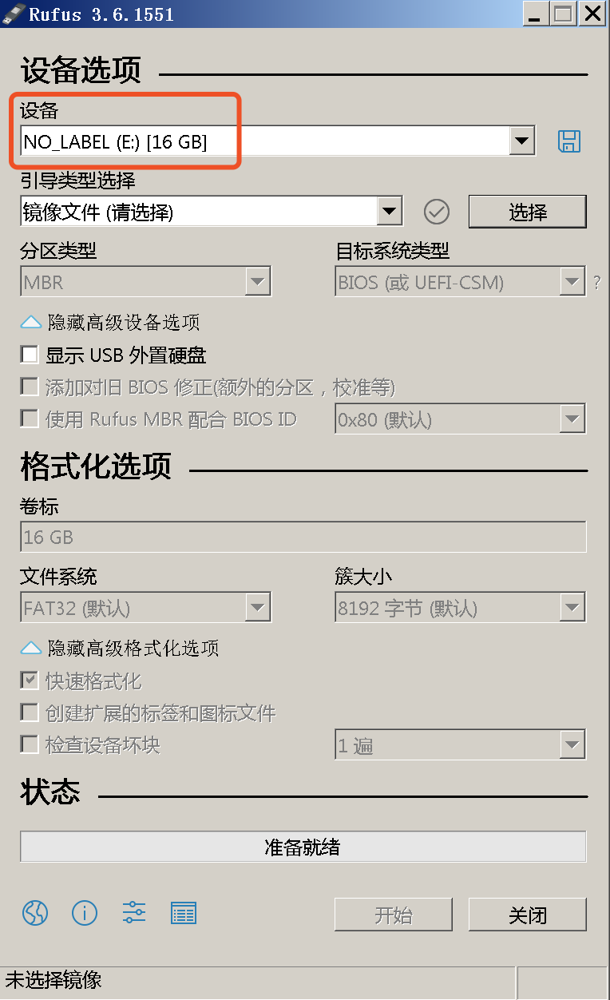 Rufus 3.6.1551
设备选项
设备
NO_LABEL (E:) [16 GB]
引导类型选择
镜像文件 (请选择)
选择
分区类型
目标系统类型
MBR
BIOS (或 UEFI-CSM)
?
隐藏高级设备选项
显示 USB 外置硬盘
添加对旧 BIOS 修正(额外的分区，校准等)
使用 Rufus MBR 配合 BIOS ID
0x80 (默认)
格式化选项
卷标
16 GB
文件系统
簇大小
FAT32 (默认)
8192 字节 (默认)
隐藏高级格式化选项
快速格式化
创建扩展的标签和图标文件
检查设备坏块
1 遍
状态
准备就绪
开始
关闭
未选择镜像